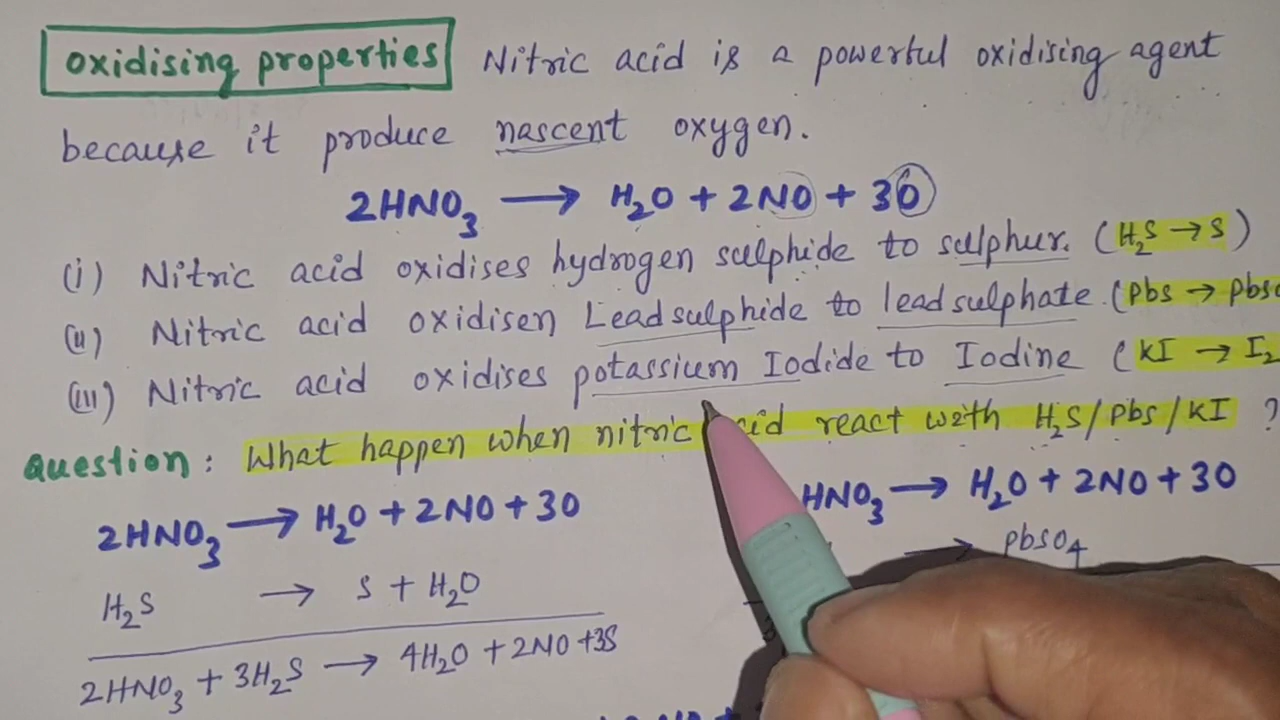 oxidising properties Nitric acid is a powerful oxidising agent
because it produce nascent oxygen.
2HNO₃ → H₂O + 2NO + 3O
(i) Nitric acid oxidises hydrogen sulphide to sulphur. (H₂S → S)
(ii) Nitric acid oxidisen Lead sulphide to lead sulphate. (Pbs → pbso
(iii) Nitric acid oxidises potassium Iodide to Iodine (KI → I₂
Question: What happen when nitric acid react with H₂S/Pbs/KI ?
2HNO₃ → H₂O + 2NO + 3O
HNO₃ → H₂O + 2NO + 3O
H₂S → S + H₂O
→ pbSO₄
2HNO₃ + 3H₂S → 4H₂O + 2NO + 3S